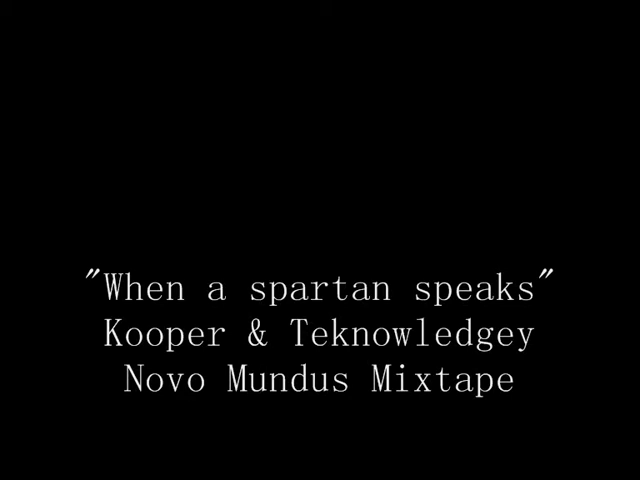 "When a spartan speaks"
Kooper & Teknowledgey
Novo Mundus Mixtape